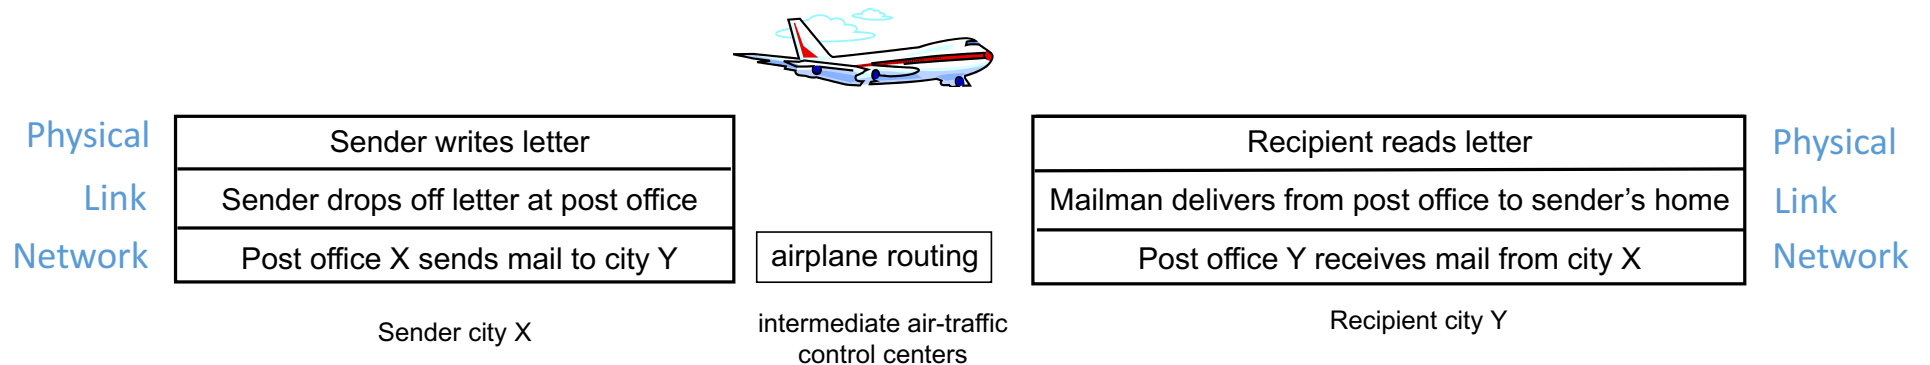 Physical
Sender writes letter
Recipient reads letter
Physical
Link
Sender drops off letter at post office
Mailman delivers from post office to sender’s home
Link
Network
Post office X sends mail to city Y
airplane routing
Post office Y receives mail from city X
Network
Sender city X
intermediate air-traffic
control centers
Recipient city Y